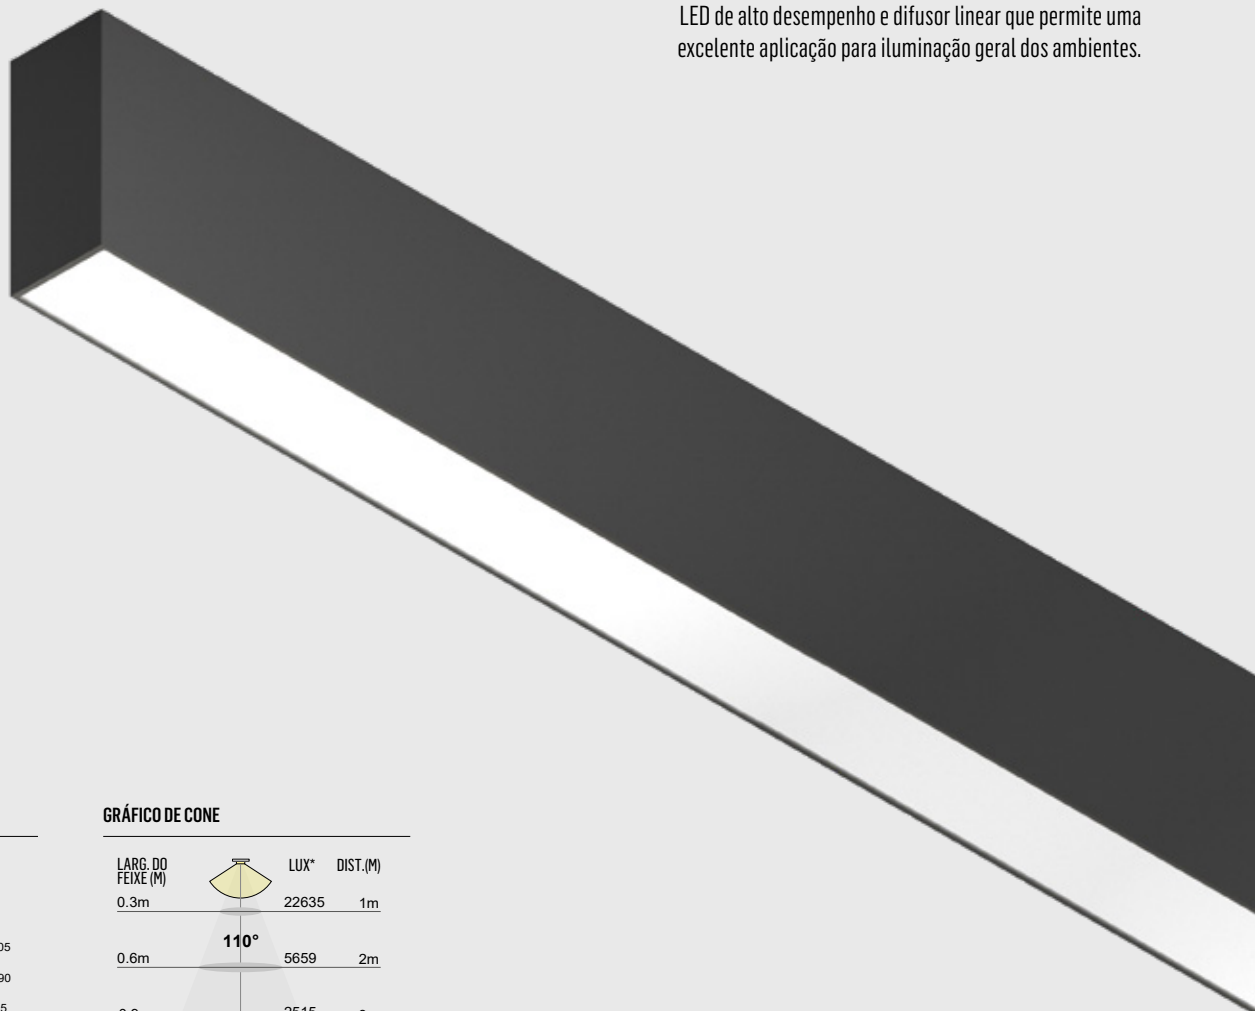 LED de alto desempenho e difusor linear que permite uma
excelente aplicação para iluminação geral dos ambientes.
GRÁFICO DE CONE
LARG. DO
FEIXE (M)
LUX* DIST.(M)
0.3m 22635 1m
110°
0.6m 5659 2m